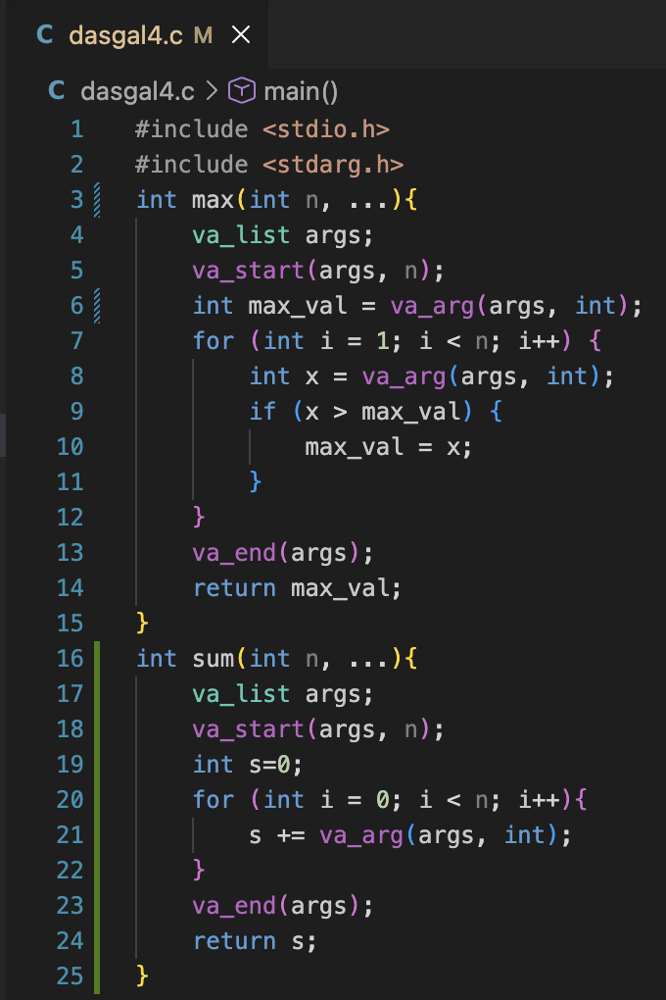 C dasgal4.c M ×
C dasgal4.c > main()
1 #include <stdio.h>
2 #include <stdarg.h>
3 int max(int n, ...){
4     va_list args;
5     va_start(args, n);
6     int max_val = va_arg(args, int);
7     for (int i = 1; i < n; i++) {
8         int x = va_arg(args, int);
9         if (x > max_val) {
10             max_val = x;
11         }
12     }
13     va_end(args);
14     return max_val;
15 }
16 int sum(int n, ...){
17     va_list args;
18     va_start(args, n);
19     int s=0;
20     for (int i = 0; i < n; i++){
21         s += va_arg(args, int);
22     }
23     va_end(args);
24     return s;
25 }